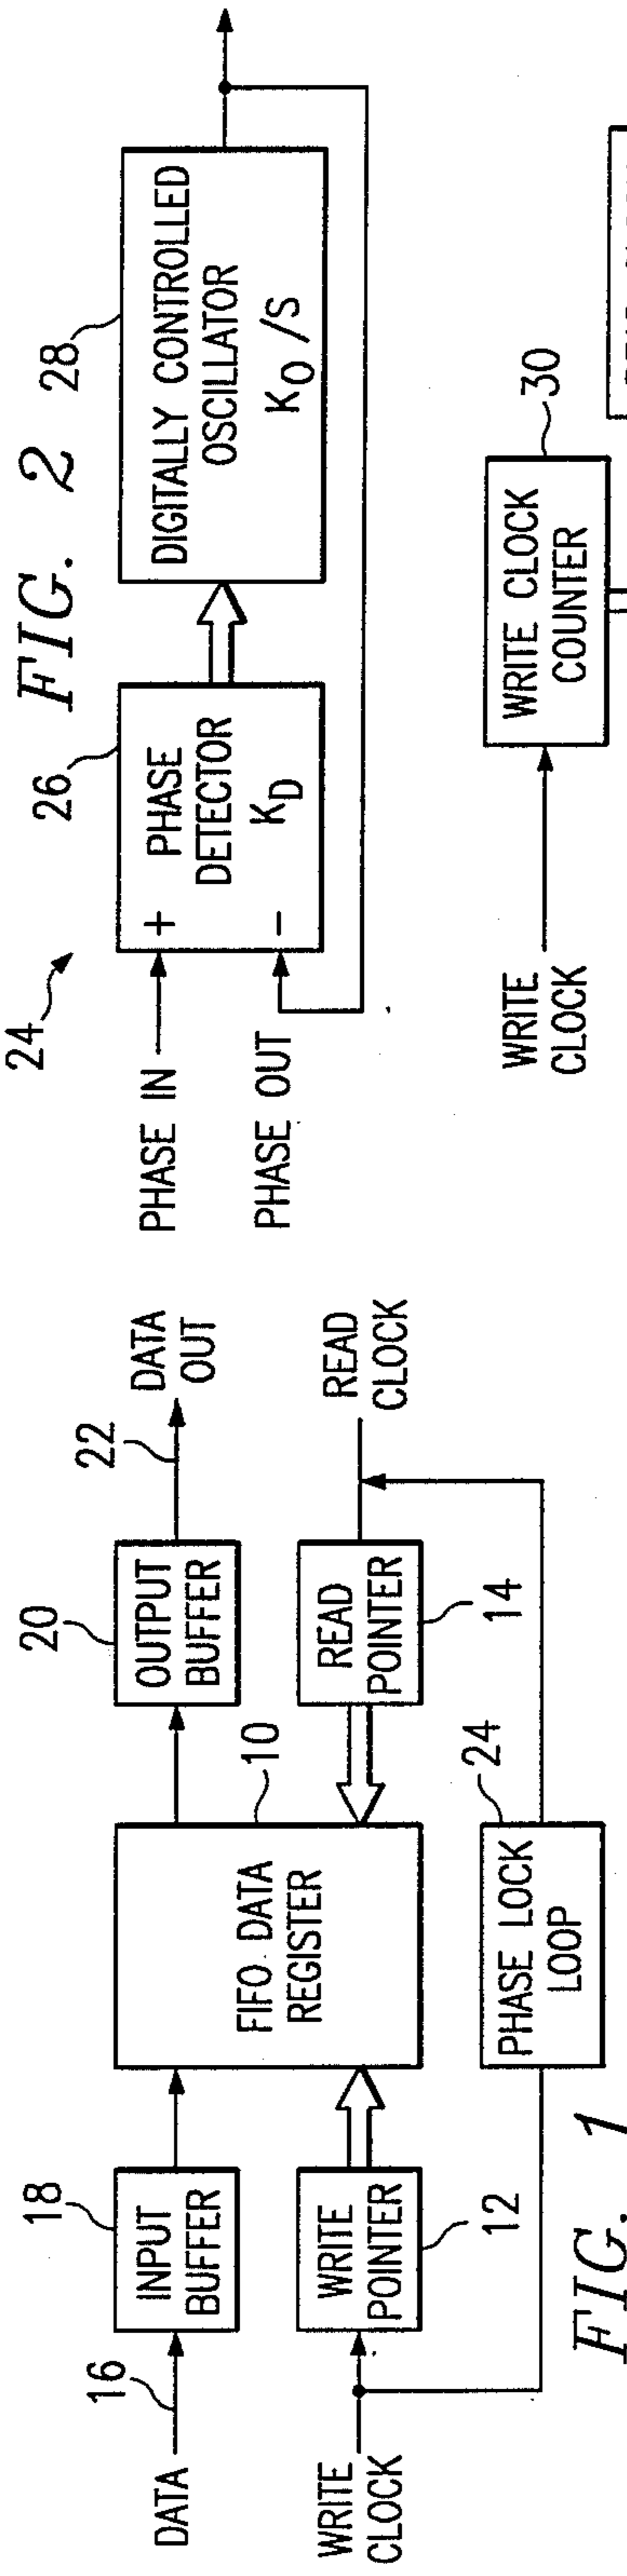 FIG. 2
24
26
28
PHASE IN
PHASE OUT
+
-
PHASE
DETECTOR
K_D
DIGITALLY CONTROLLED
OSCILLATOR
K_O /S
WRITE
CLOCK
WRITE CLOCK
COUNTER
30
DATA
16
18
INPUT
BUFFER
FIFO DATA
REGISTER
10
20
OUTPUT
BUFFER
22
DATA
OUT
WRITE
CLOCK
WRITE
POINTER
12
READ
POINTER
14
READ
CLOCK
PHASE LOCK
LOOP
24
FIG. 1